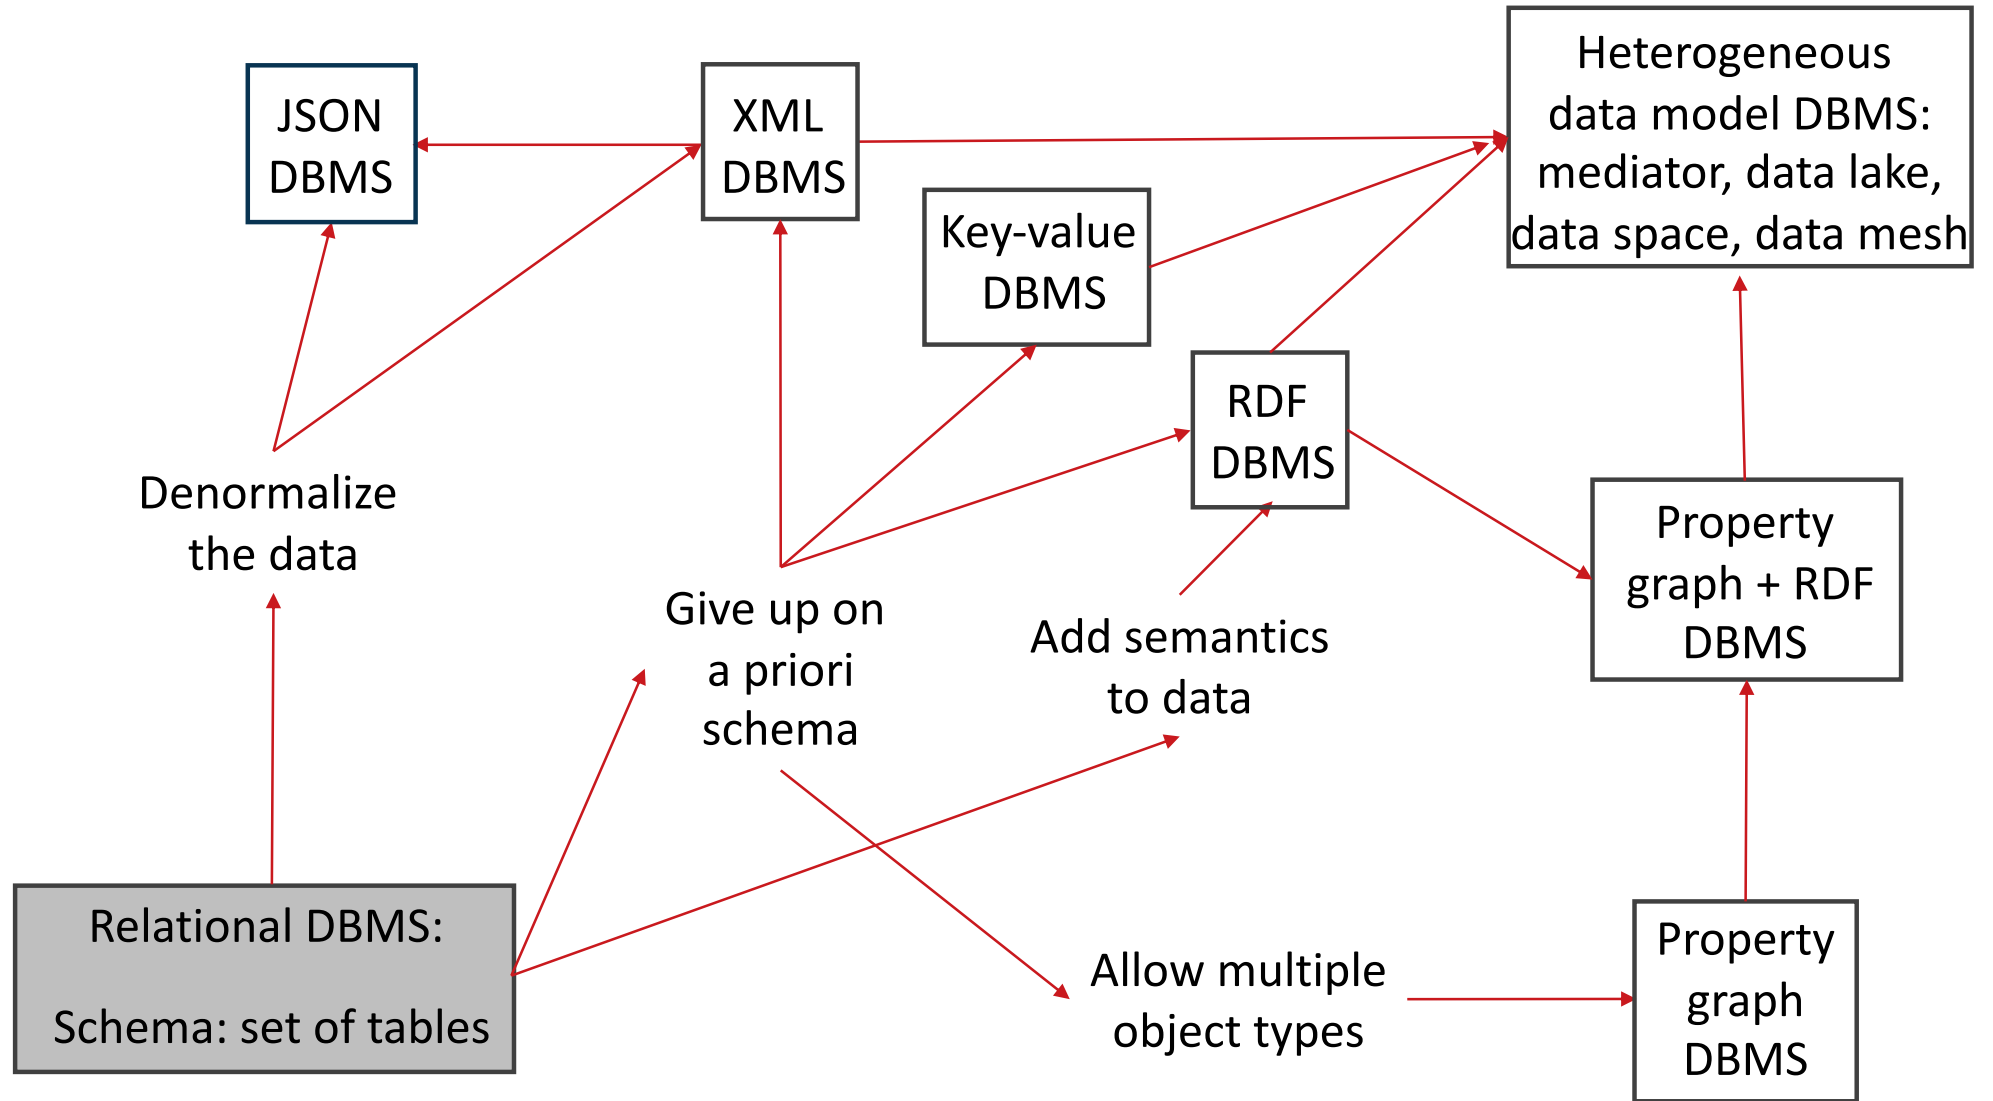 JSON
DBMS
XML
DBMS
Heterogeneous
data model DBMS:
mediator, data lake,
data space, data mesh
Key-value
DBMS
RDF
DBMS
Denormalize
the data
Give up on
a priori
schema
Add semantics
to data
Property
graph + RDF
DBMS
Relational DBMS:
Schema: set of tables
Allow multiple
object types
Property
graph
DBMS